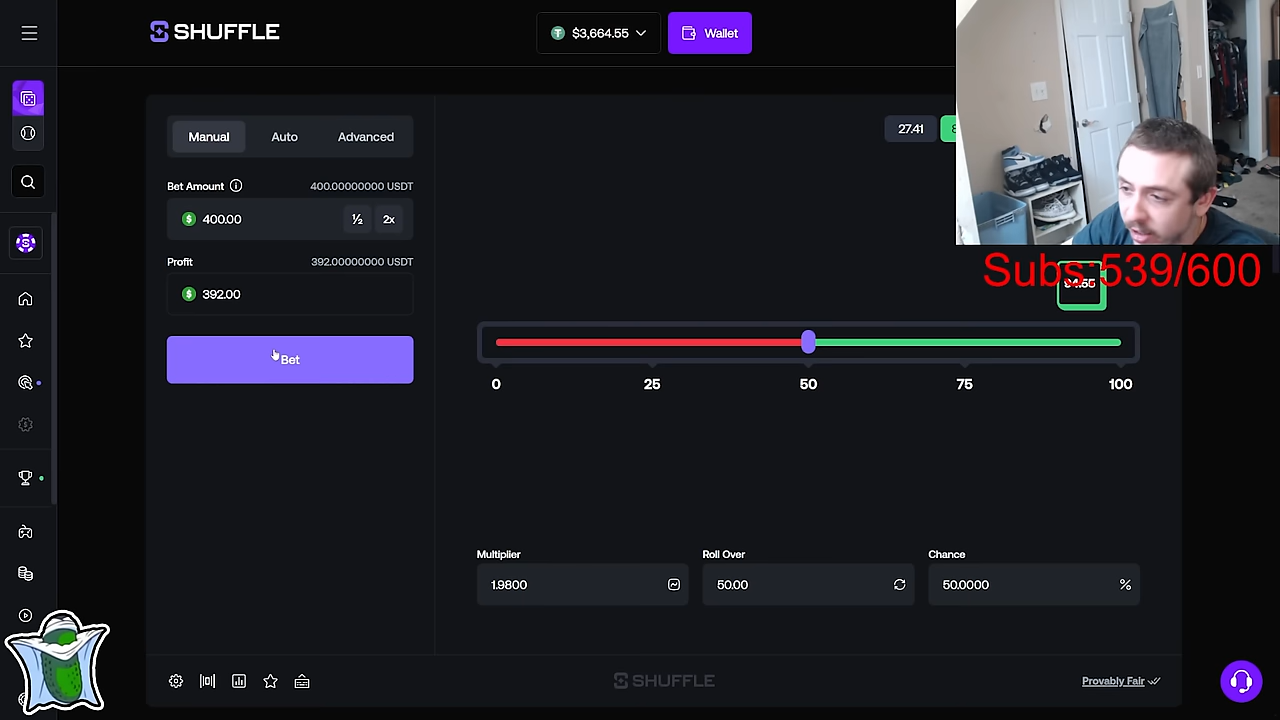 SHUFFLE
$3,664.55
Wallet
Manual
Auto
Advanced
27.41
Bet Amount
400.00000000 USDT
400.00
½
2x
Profit
392.00000000 USDT
392.00
Bet
Subs:539/600
0
25
50
75
100
Multiplier
Roll Over
Chance
1.9800
50.00
50.0000
%
SHUFFLE
Provably Fair